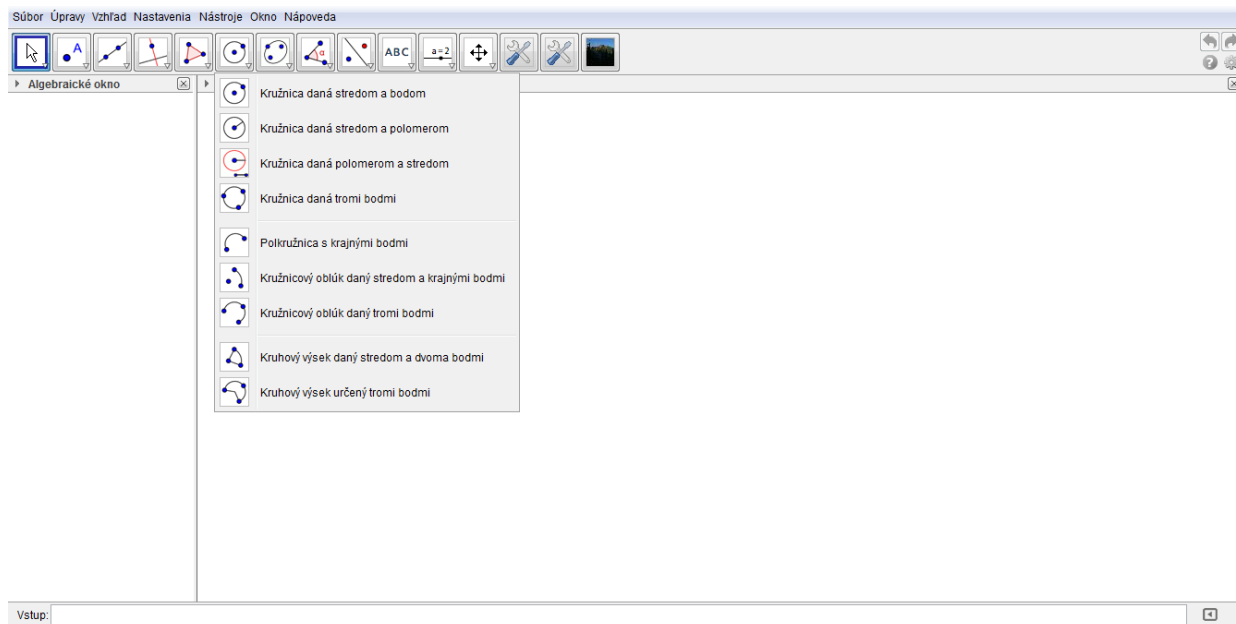 Súbor Úpravy Vzhľad Nastavenia Nástroje Okno Nápoveda
A α ABC a=2
Algebraické okno
Kružnica daná stredom a bodom
Kružnica daná stredom a polomerom
Kružnica daná polomerom a stredom
Kružnica daná tromi bodmi
Polkružnica s krajnými bodmi
Kružnicový oblúk daný stredom a krajnými bodmi
Kružnicový oblúk daný tromi bodmi
Kruhový výsek daný stredom a dvoma bodmi
Kruhový výsek určený tromi bodmi
Vstup: